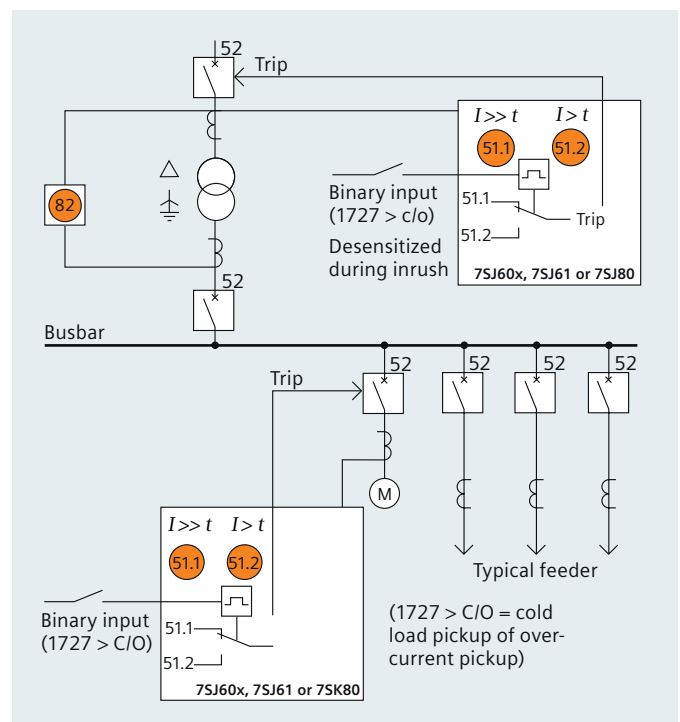 52
Trip
I>> t I> t
51.1 51.2
82
Binary input
(1727 > c/o)
Desensitized
during inrush
51.1
51.2
Trip
7SJ60x, 7SJ61 or 7SJ80
52
Busbar
Trip
52
52
52
52
M
I>> t I> t
51.1 51.2
Typical feeder
Binary input
(1727 > C/O)
51.1
51.2
7SJ60x, 7SJ61 or 7SK80
(1727 > C/O = cold
load pickup of over-
current pickup)